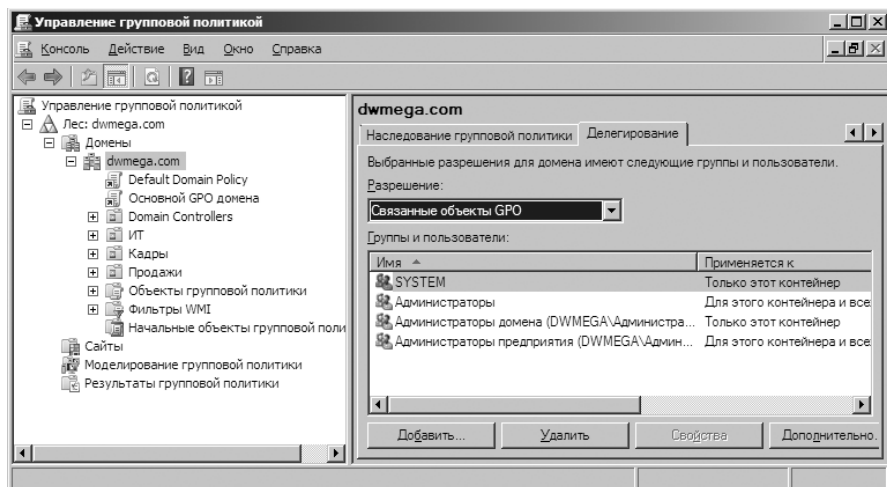 Управление групповой политикой
Консоль Действие Вид Окно Справка
Управление групповой политикой
Лес: dwmega.com
Домены
dwmega.com
Default Domain Policy
Основной GPO домена
Domain Controllers
ИТ
Кадры
Продажи
Объекты групповой политики
Фильтры WMI
Начальные объекты групповой поли
Сайты
Моделирование групповой политики
Результаты групповой политики
dwmega.com
Наследование групповой политики Делегирование
Выбранные разрешения для домена имеют следующие группы и пользователи.
Разрешение:
Связанные объекты GPO
Группы и пользователи:
Имя Применяется к
SYSTEM Только этот контейнер
Администраторы Для этого контейнера и все
Администраторы домена (DWMEGA\Администра... Только этот контейнер
Администраторы предприятия (DWMEGA\Админ... Для этого контейнера и все
Добавить... Удалить Свойства Дополнительно.